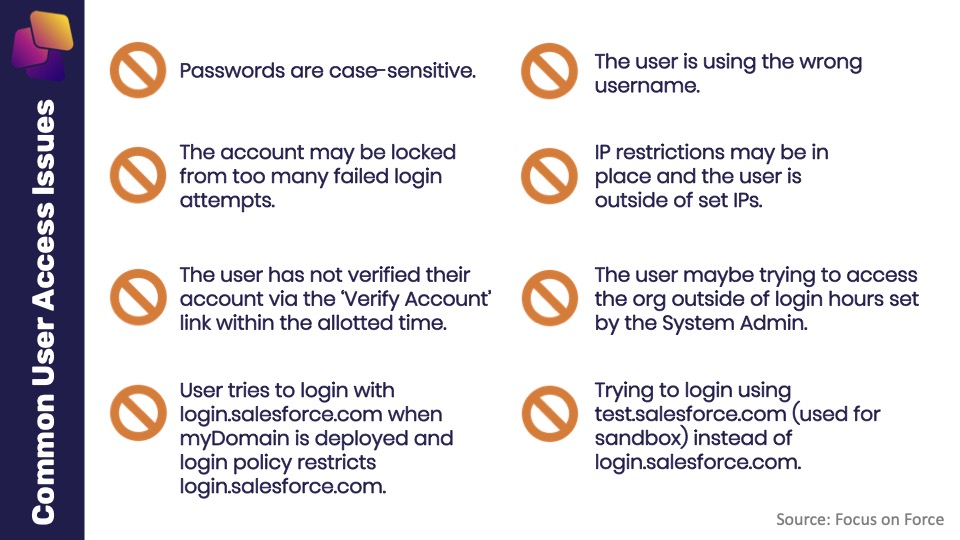 Common User Access Issues
Passwords are case-sensitive.
The user is using the wrong
username.
The account may be locked
from too many failed login
attempts.
IP restrictions may be in
place and the user is
outside of set IPs.
The user has not verified their
account via the ‘Verify Account’
link within the allotted time.
The user maybe trying to access
the org outside of login hours set
by the System Admin.
User tries to login with
login.salesforce.com when
myDomain is deployed and
login policy restricts
login.salesforce.com.
Trying to login using
test.salesforce.com (used for
sandbox) instead of
login.salesforce.com.
Source: Focus on Force